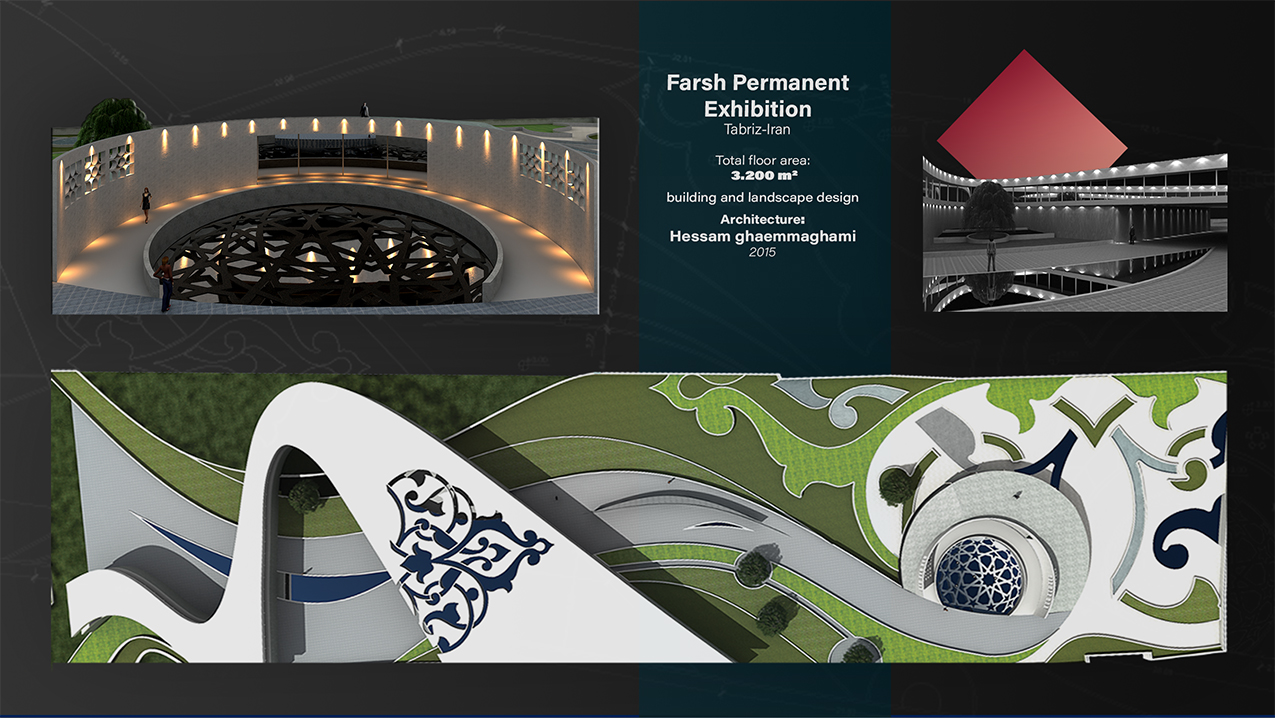 Farsh Permanent
Exhibition
Tabriz-Iran
Total floor area:
3.200 m²
building and landscape design
Architecture:
Hessam ghaemmaghami
2015